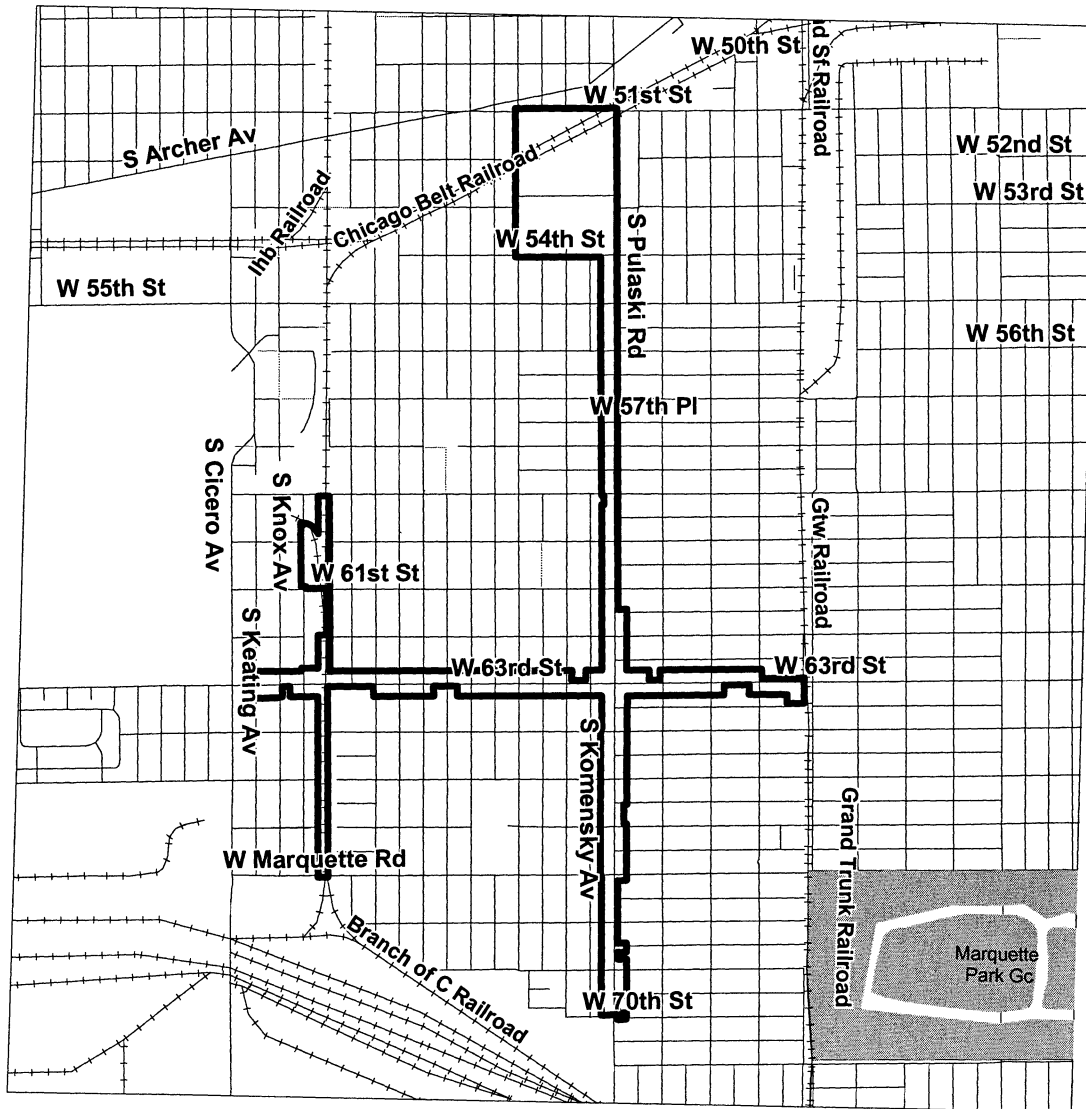 W 50th St
d Sf Railroad
W 51st St
S Archer Av
W 52nd St
Chicago Belt Railroad
Ihb Railroad
W 53rd St
S Pulaski Rd
W 54th St
W 55th St
W 56th St
W 57th Pl
S Cicero Av
S Knox Av
Gtw Railroad
W 61st St
S Keating Av
W 63rd St
W 63rd St
S Komensky Av
Grand Trunk Railroad
W Marquette Rd
Branch of C Railroad
Marquette
Park Gc
W 70th St